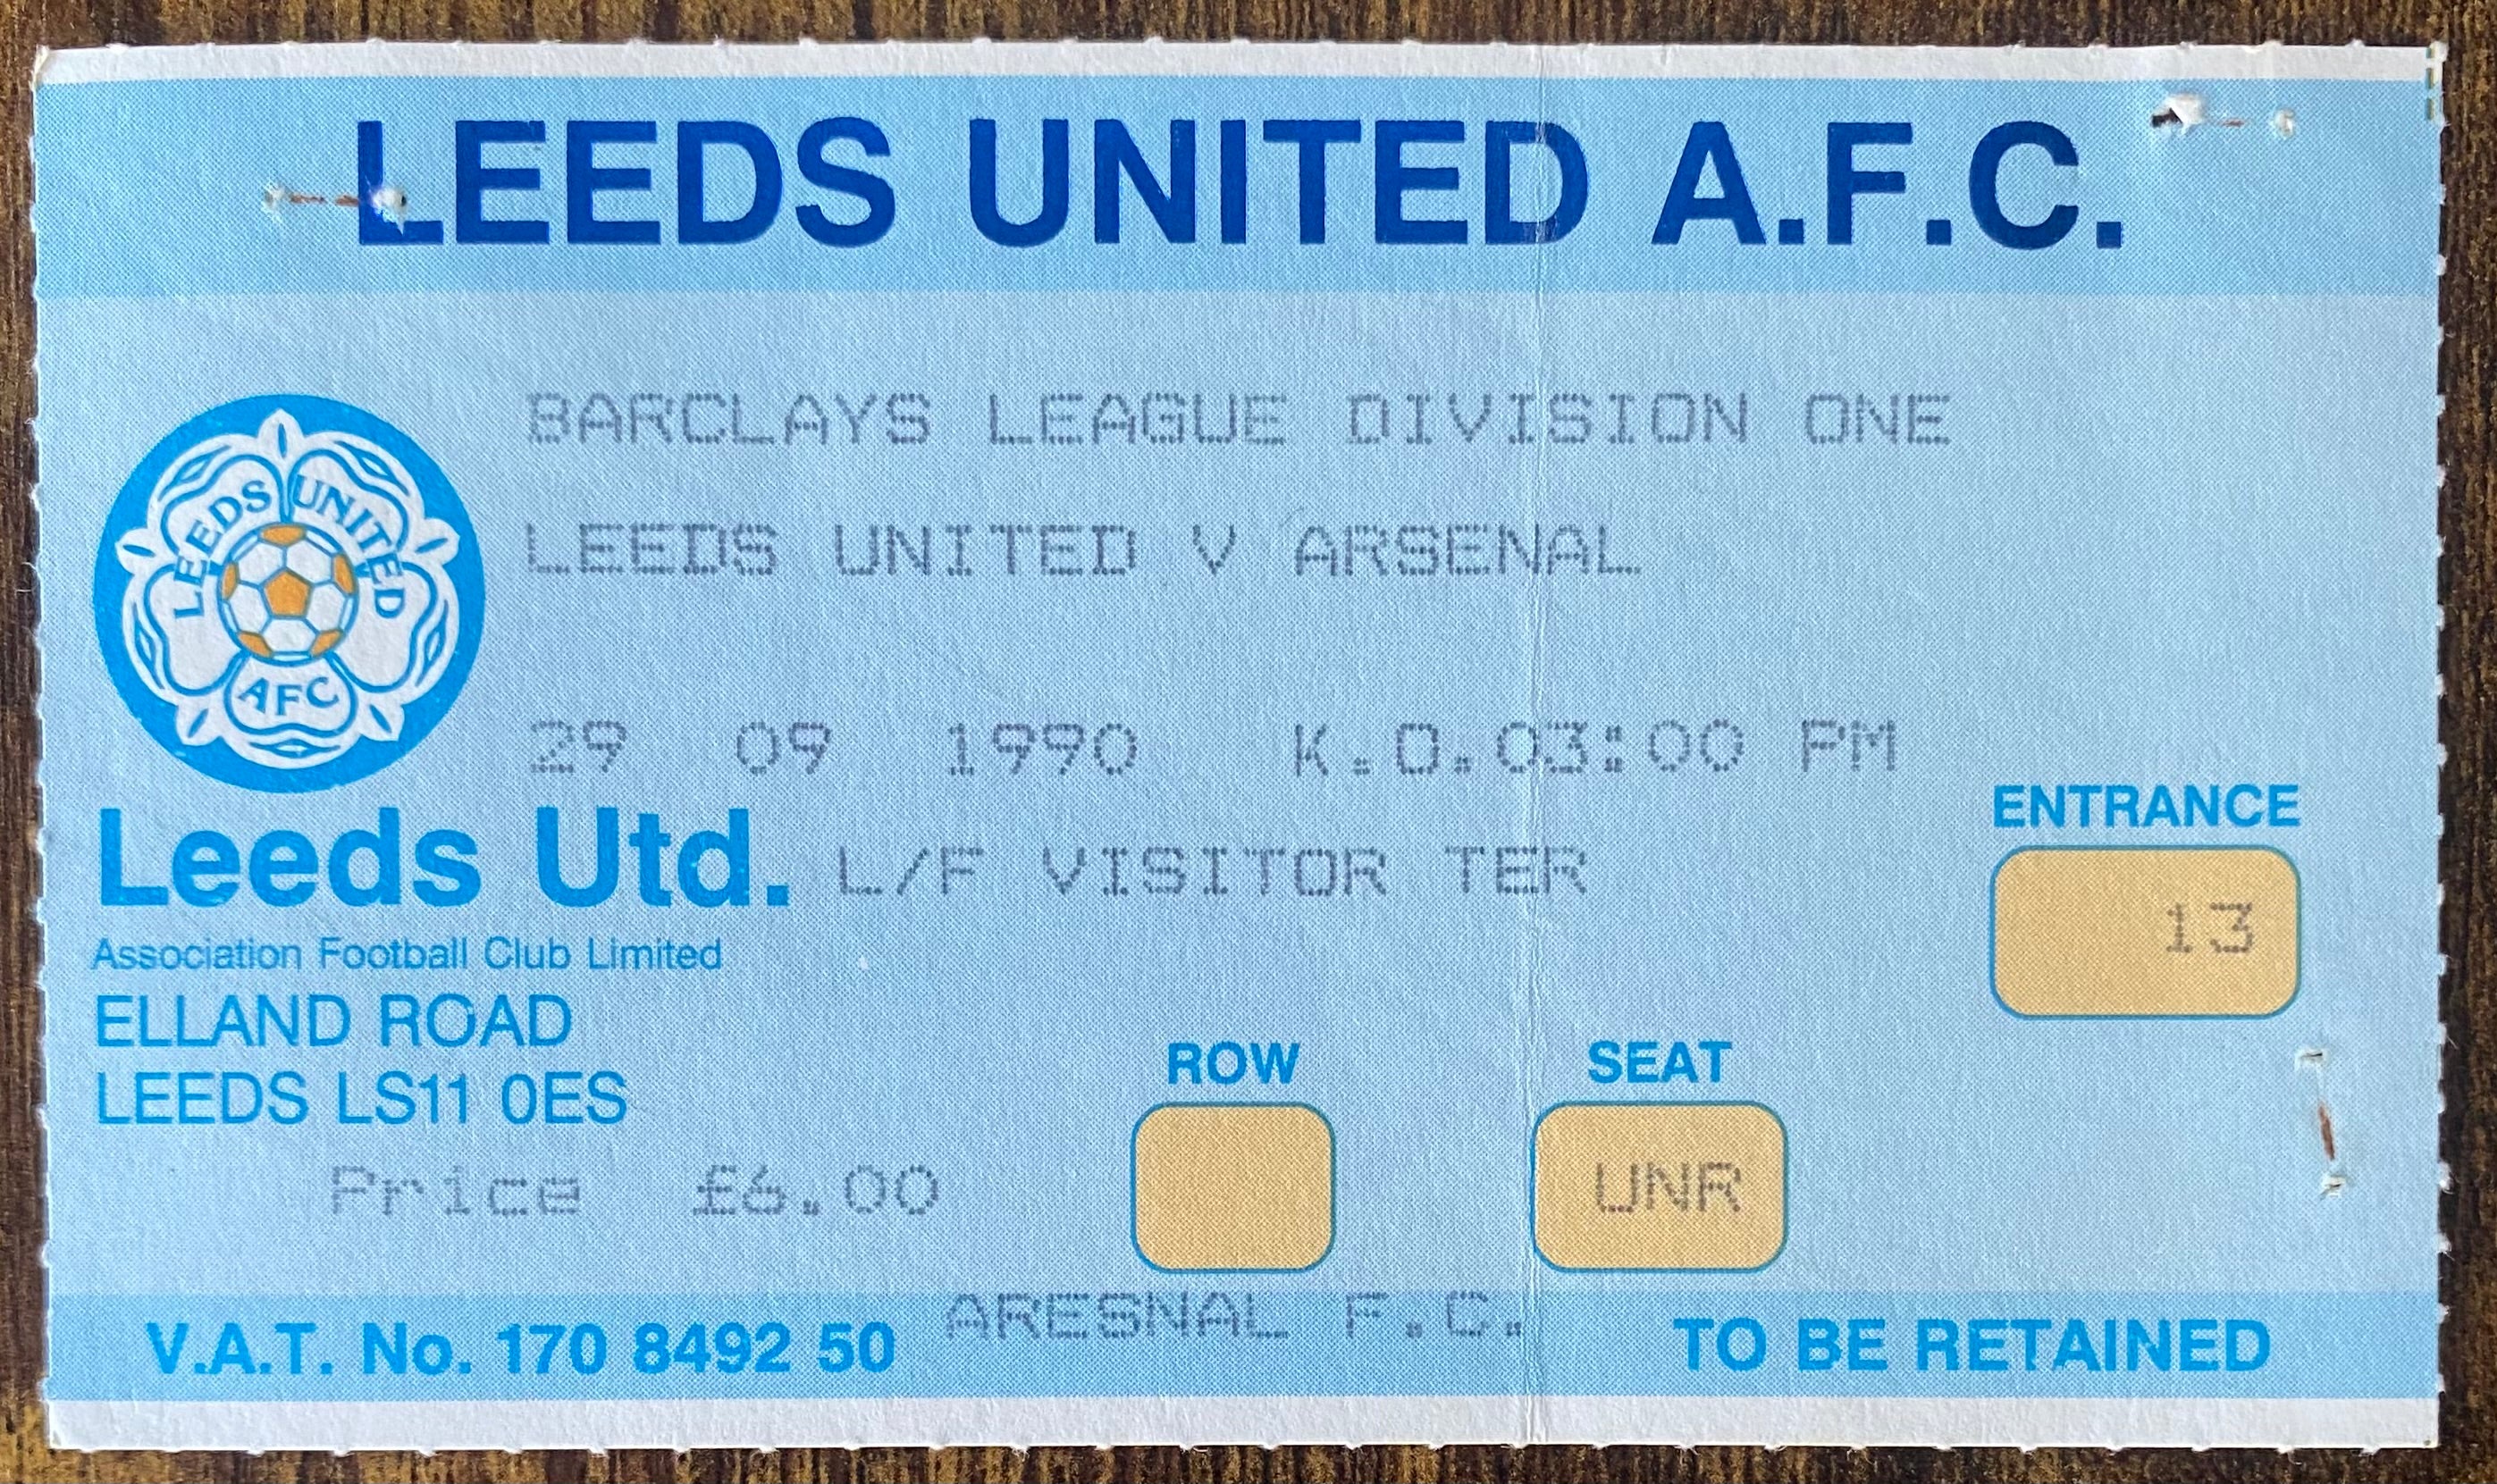 LEEDS UNITED A.F.C.
BARCLAYS LEAGUE DIVISION ONE
LEEDS UNITED V ARSENAL
LEEDS UNITED
AFC
29 09 1990 K.O.03:00 PM
Leeds Utd. L/F VISITOR TER
ENTRANCE
13
Association Football Club Limited
ELLAND ROAD
LEEDS LS11 0ES
ROW SEAT
Price £6.00 UNR
V.A.T. No. 170 8492 50 ARESNAL F.C. TO BE RETAINED